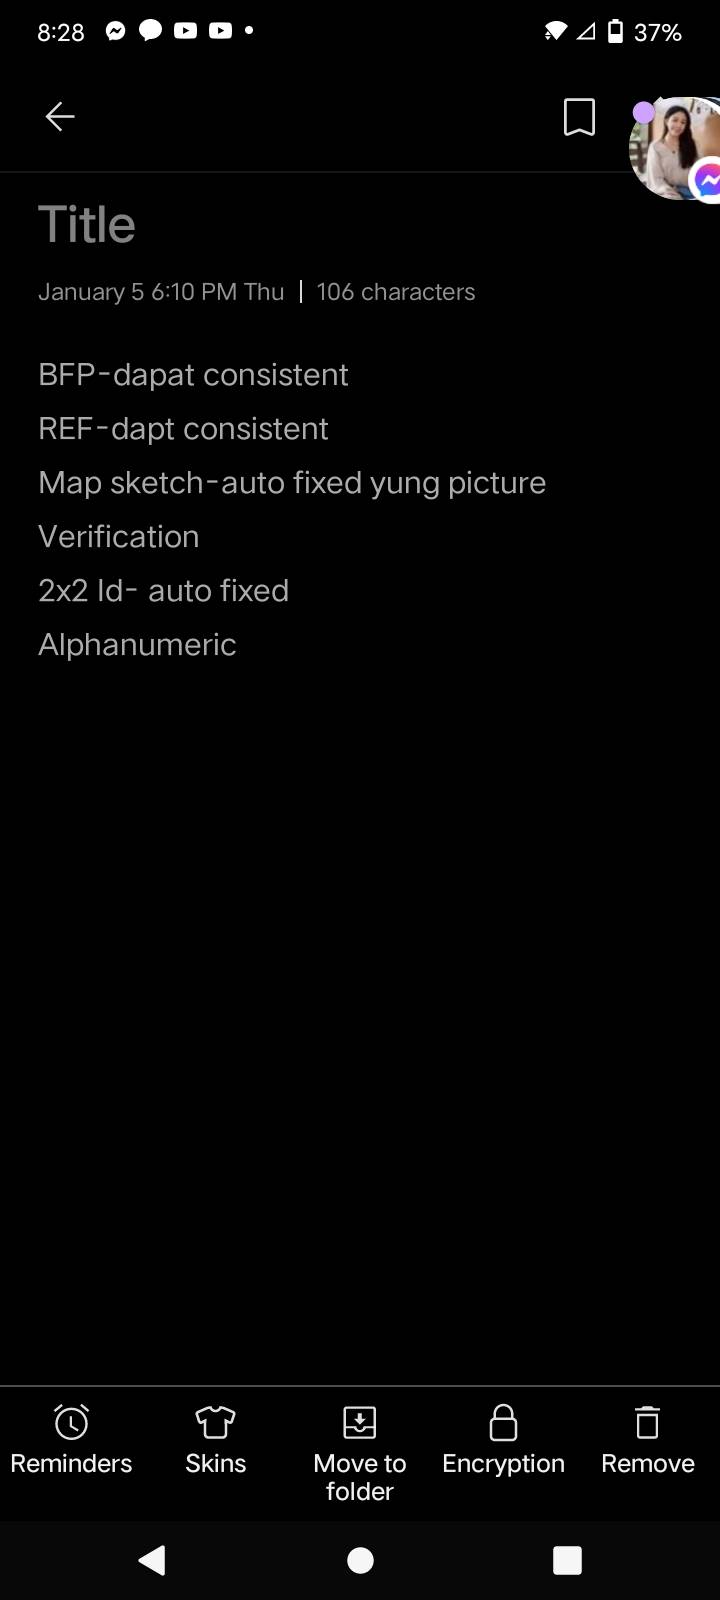 8:28
37%
Title
January 5 6:10 PM Thu | 106 characters
BFP-dapat consistent
REF-dapt consistent
Map sketch-auto fixed yung picture
Verification
2x2 Id- auto fixed
Alphanumeric
Reminders
Skins
Move to
folder
Encryption
Remove